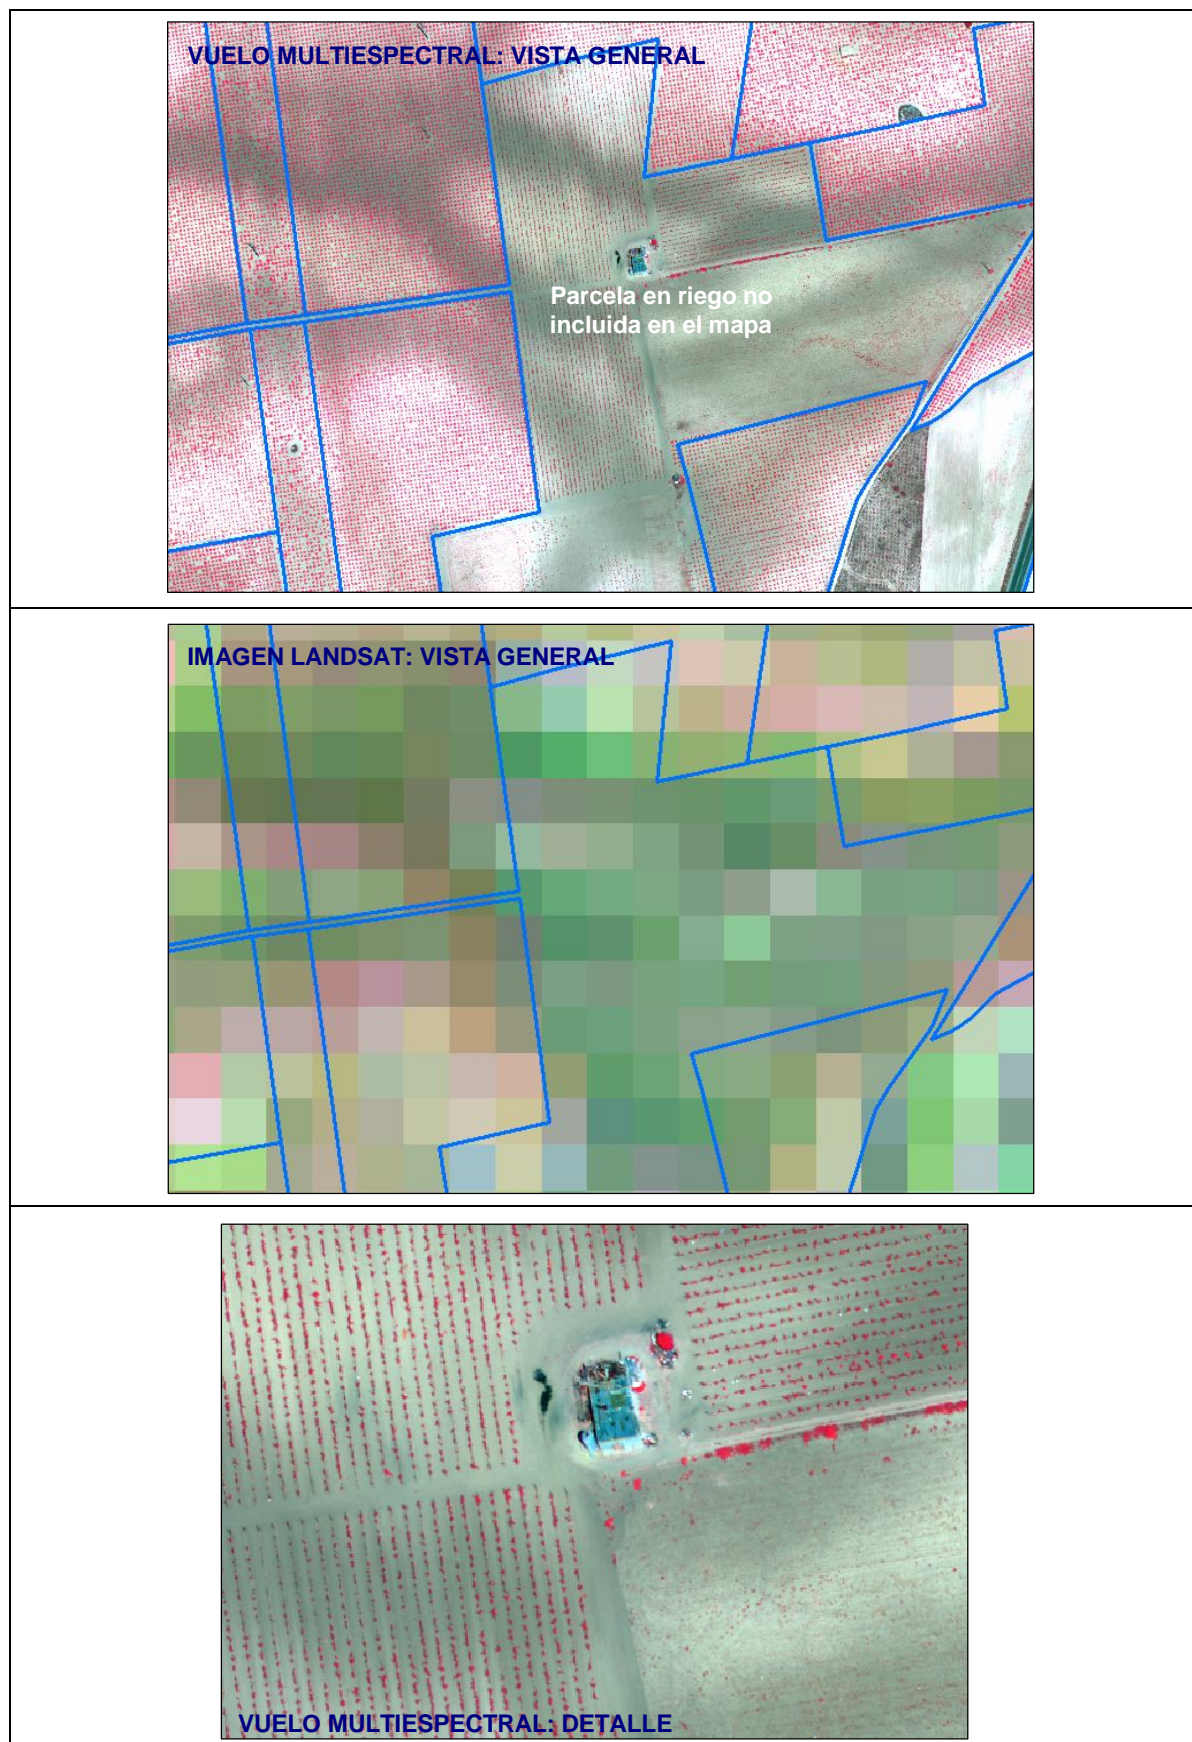 VUELO MULTIESPECTRAL: VISTA GENERAL
Parcela en riego no
incluida en el mapa
IMAGEN LANDSAT: VISTA GENERAL
VUELO MULTIESPECTRAL: DETALLE